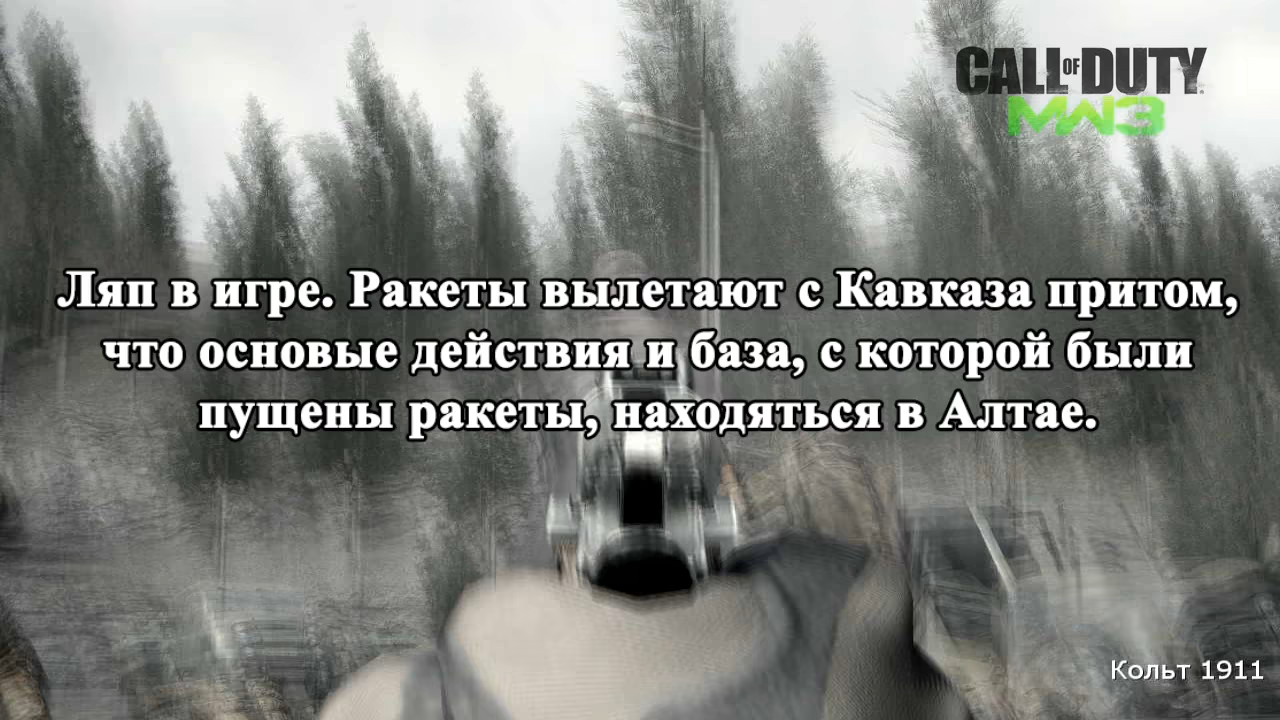 CALL OF DUTY
MW3
Ляп в игре. Ракеты вылетают с Кавказа притом,
что основые действия и база, с которой были
пущены ракеты, находяться в Алтае.
Кольт 1911